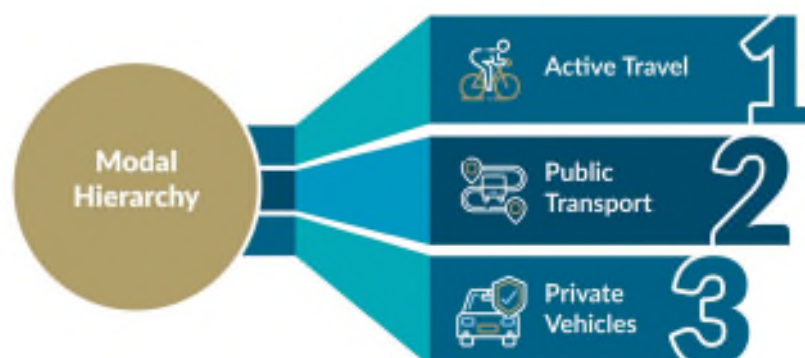 Modal
Hierarchy
Active Travel
1
Public
Transport
2
Private
Vehicles
3